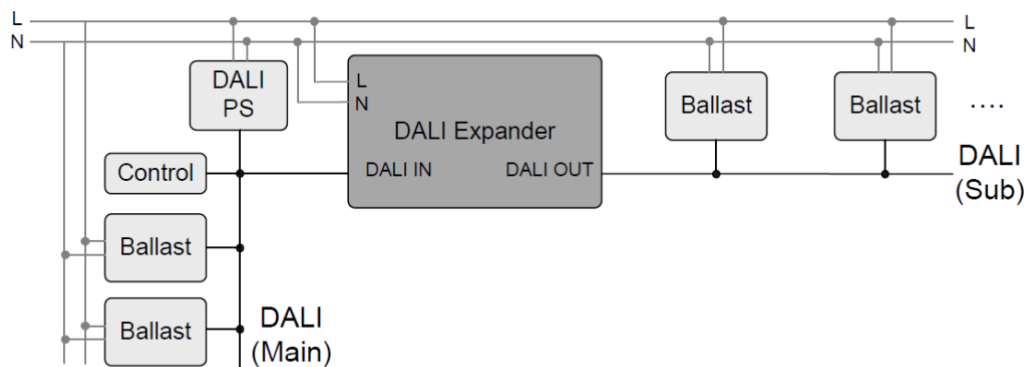 L
N
L
N
DALI
PS
L
N
DALI Expander
DALI IN
DALI OUT
Ballast
Ballast
....
DALI
(Sub)
Control
Ballast
Ballast
DALI
(Main)